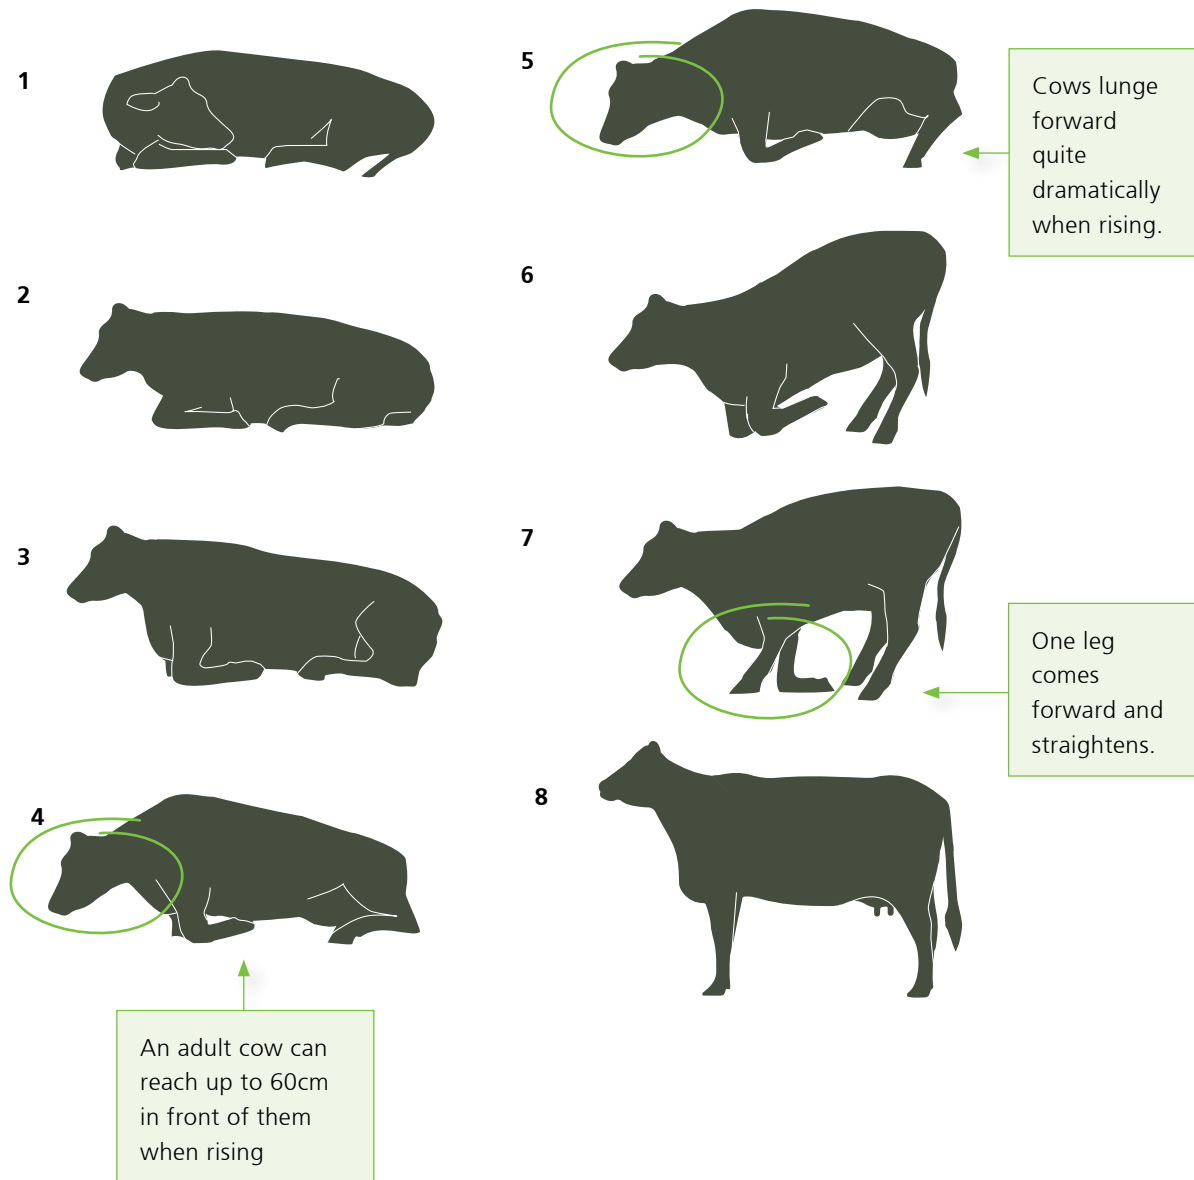 1
2
3
4
An adult cow can
reach up to 60cm
in front of them
when rising
5
Cows lunge
forward
quite
dramatically
when rising.
6
7
One leg
comes
forward and
straightens.
8